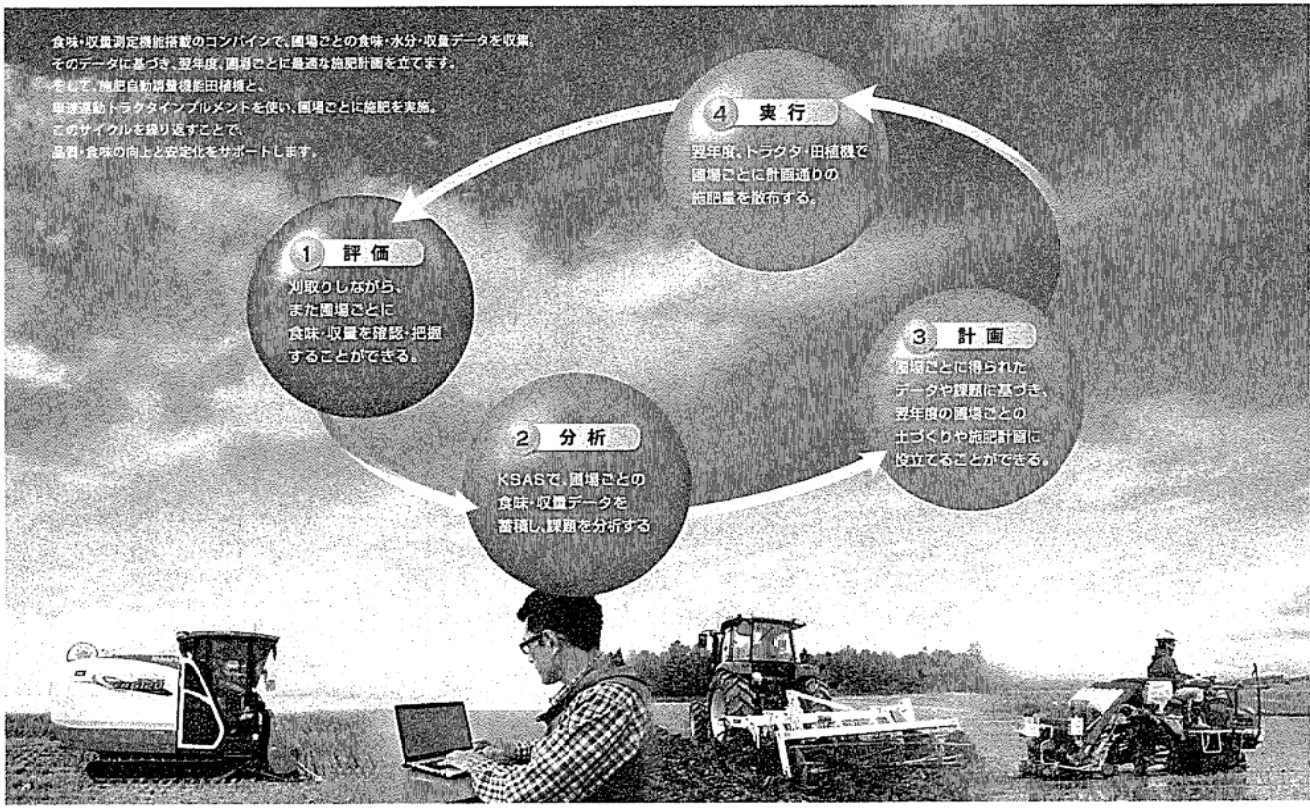 食味・収量測定機能搭載のコンバインで、圃場ごとの食味・水分・収量データを収集。
そのデータに基づき、翌年度、圃場ごとに最適な施肥計画を立てます。
そして、施肥自動調量機能田植機と、
車速連動トラクタインプルメントを使い、圃場ごとに施肥を実施。
このサイクルを繰り返すことで、
品質・食味の向上と安定化をサポートします。
4 実行
翌年度、トラクタ・田植機で
圃場ごとに計画通りの
施肥量を散布する。
1 評価
刈取りしながら、
また圃場ごとに
食味・収量を確認・把握
することができる。
3 計画
圃場ごとに得られた
データや課題に基づき、
翌年度の圃場ごとの
土づくりや施肥計画に
役立てることができる。
2 分析
KSASで、圃場ごとの
食味・収量データを
蓄積し、課題を分析する